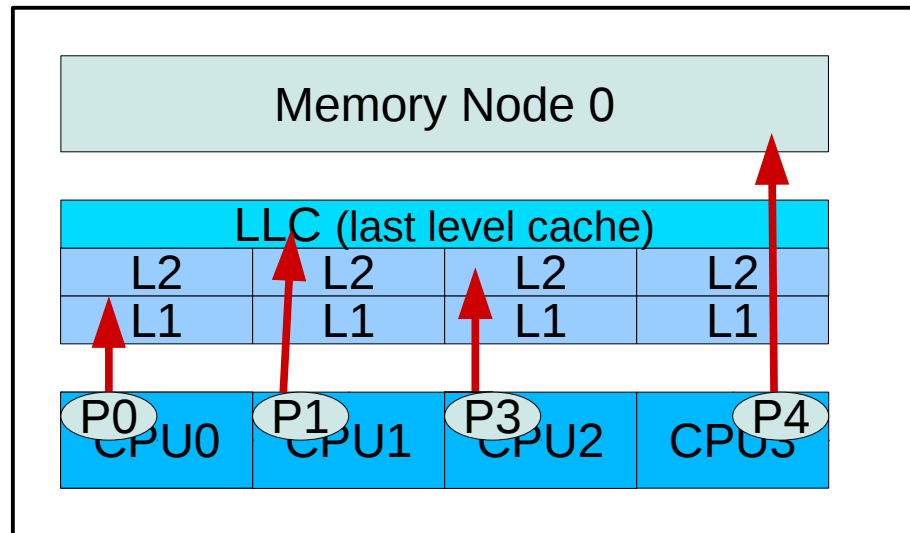 Memory Node 0
LLC (last level cache)
L2 L2 L2 L2
L1 L1 L1 L1
P0 P1 P3 P4
CPU0 CPU1 CPU2 CPU3